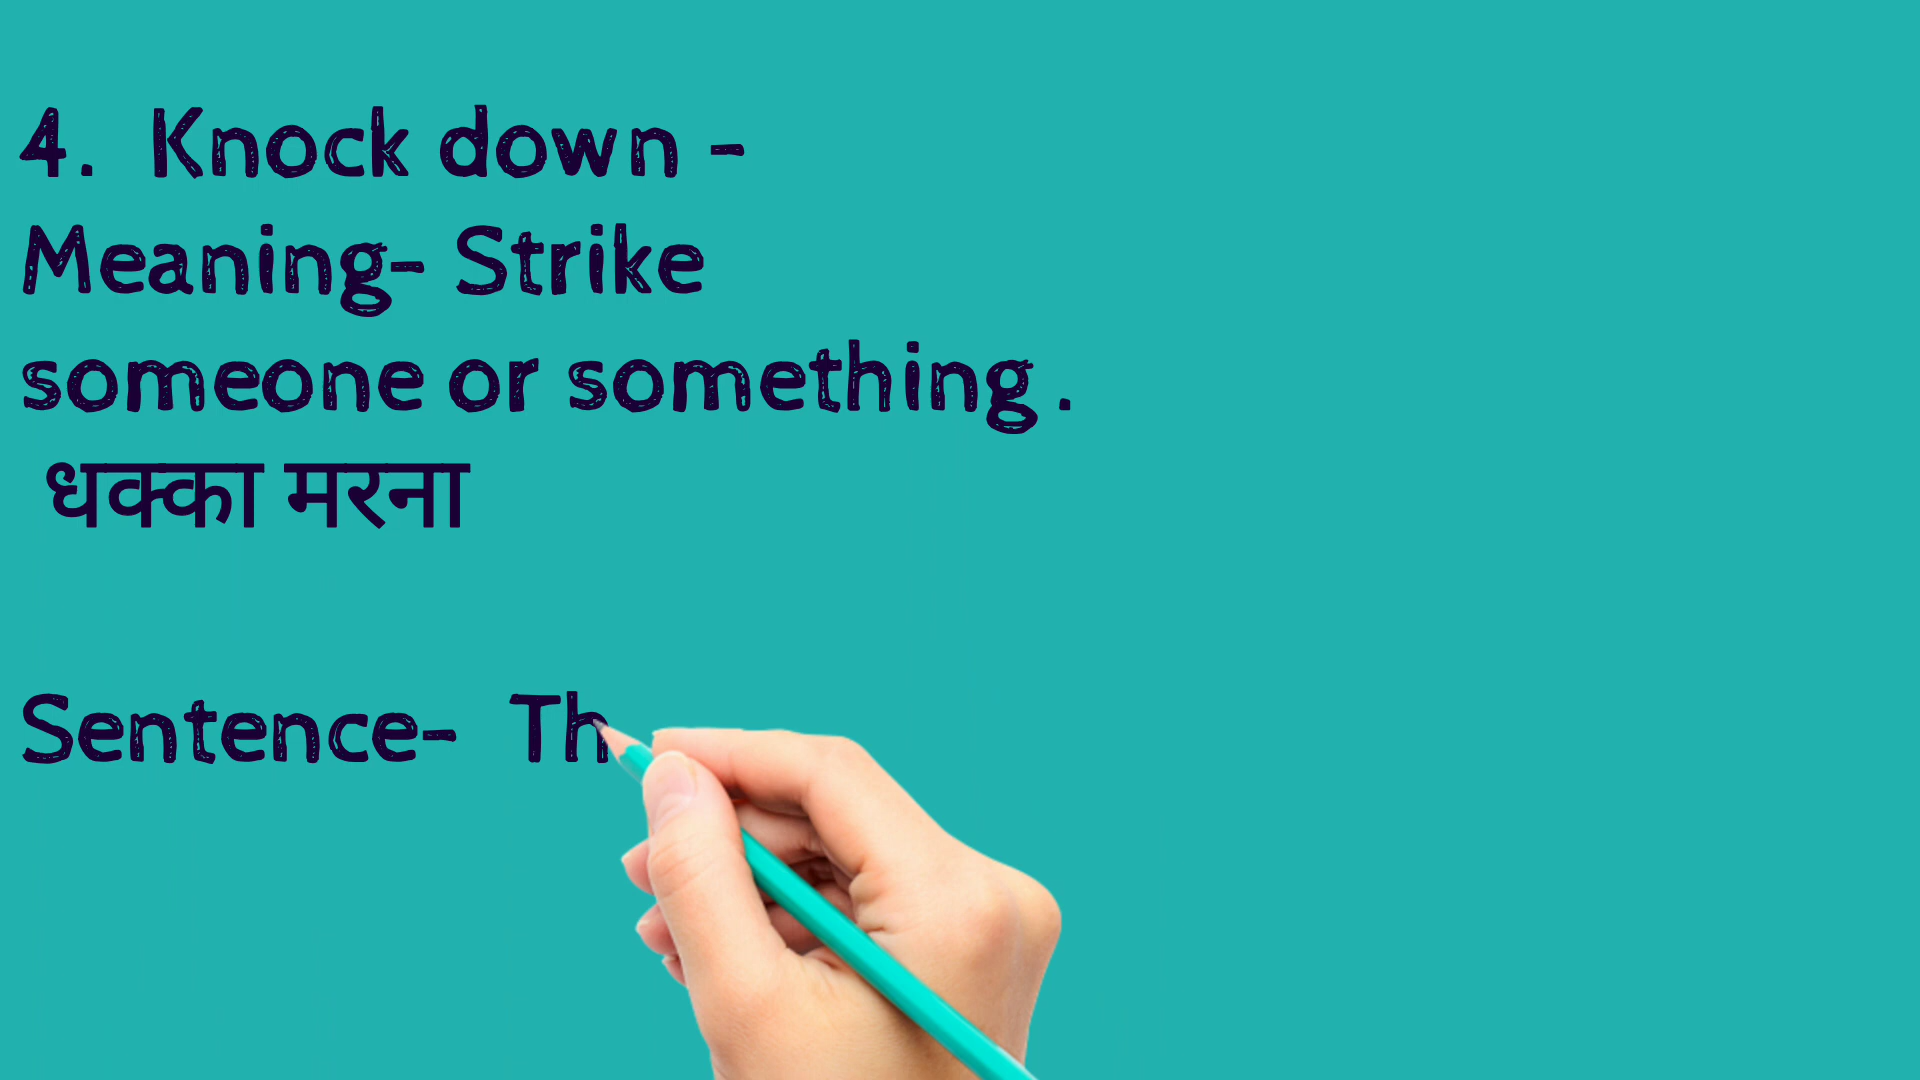 4. Knock down -
Meaning- Strike
someone or something .
धक्का मरना
Sentence- Th